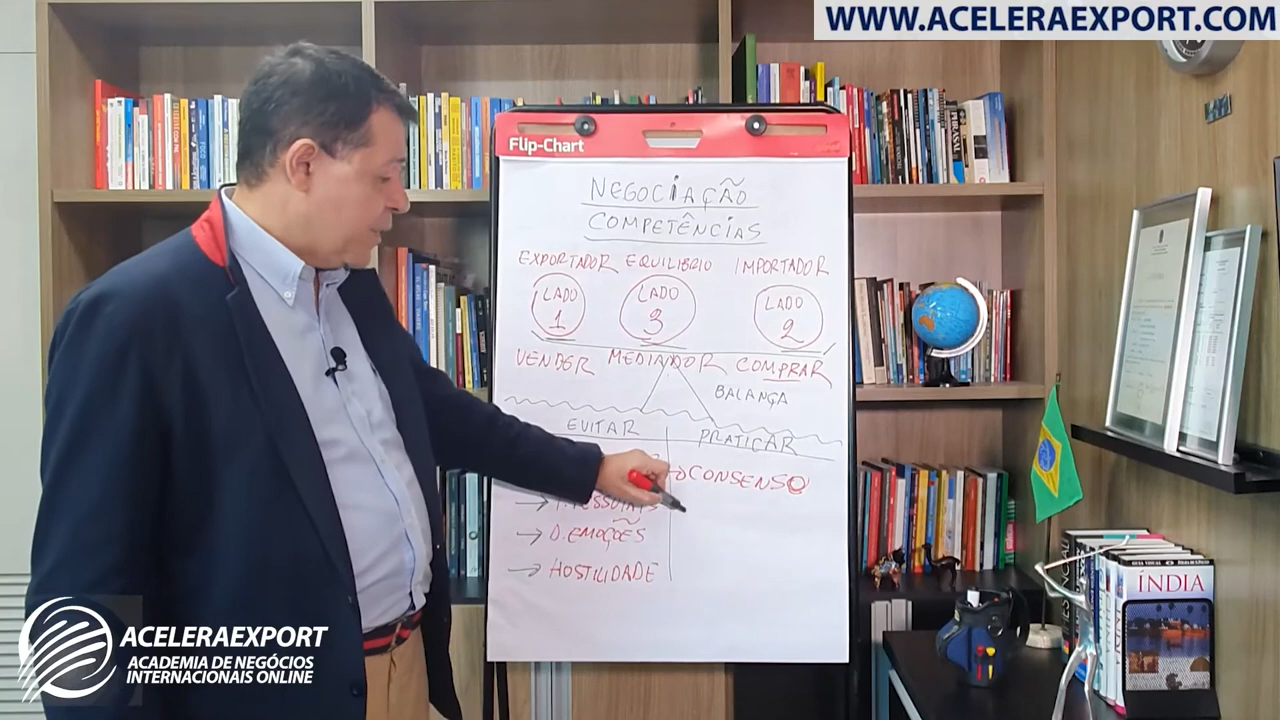 WWW.ACELERAEXPORT.COM
Flip-Chart
NEGOCIAÇÃO
COMPETÊNCIAS
EXPORTADOR EQUILIBRIO IMPORTADOR
LADO 1 LADO 3 LADO 2
VENDER MEDIADOR COMPRAR
BALANÇA
EVITAR PRATICAR
→CONSENSO
→ D.EMOÇÕES
→ HOSTILIDADE
ÍNDIA
ACELERAEXPORT
ACADEMIA DE NEGÓCIOS
INTERNACIONAIS ONLINE